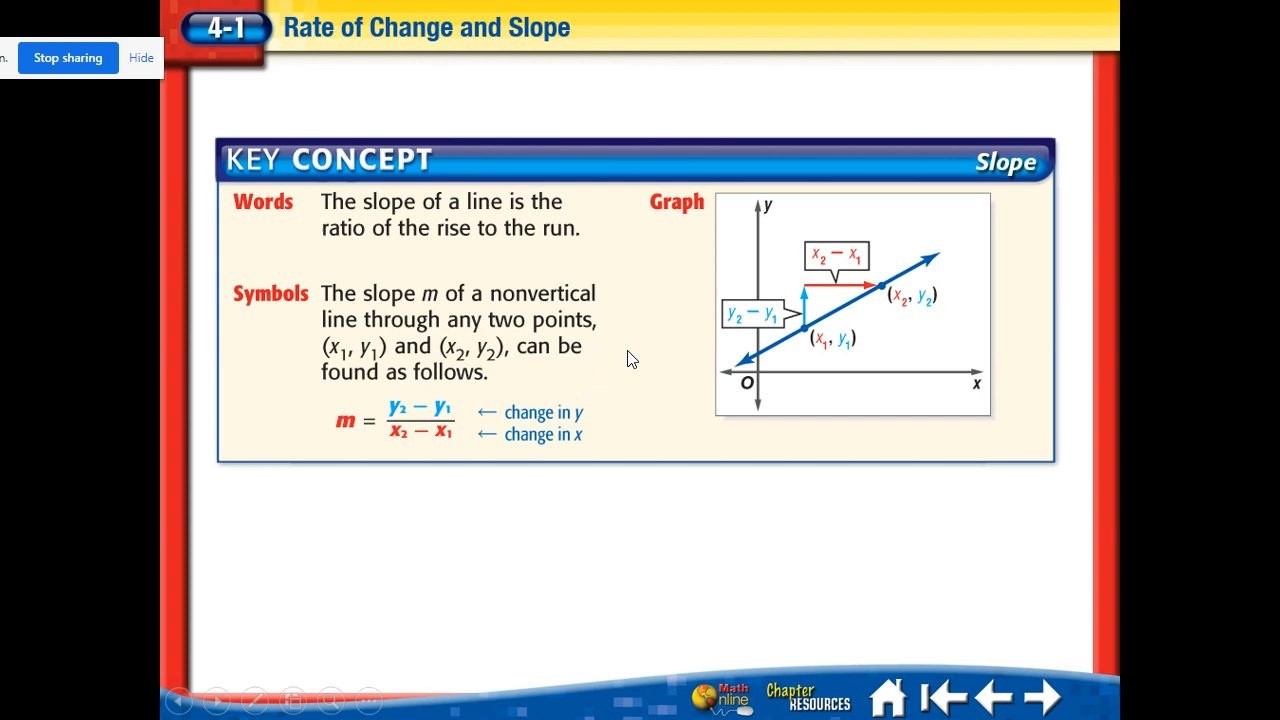 4-1 Rate of Change and Slope
n. Stop sharing Hide
KEY CONCEPT Slope
Words The slope of a line is the
ratio of the rise to the run.
Symbols The slope m of a nonvertical
line through any two points,
(x₁, y₁) and (x₂, y₂), can be
found as follows.
m = y₂ − y₁ ← change in y
x₂ − x₁ ← change in x
Graph
y
x₂ − x₁
(x₂, y₂)
y₂ − y₁
(x₁, y₁)
O x
Math
Online
Chapter
RESOURCES